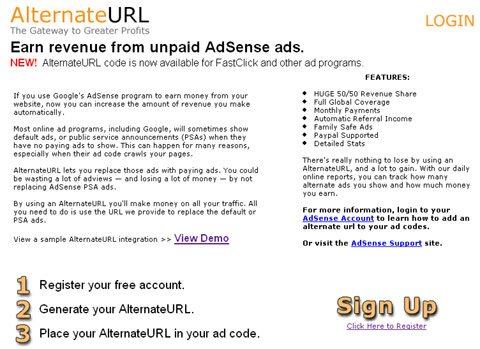 AlternateURL
The Gateway to Greater Profits
LOGIN
Earn revenue from unpaid AdSense ads.
NEW! AlternateURL code is now available for FastClick and other ad programs.
If you use Google's AdSense program to earn money from your
website, now you can increase the amount of revenue you make
automatically.
Most online ad programs, including Google, will sometimes show
default ads, or public service announcements (PSAs) when they
have no paying ads to show. This can happen for many reasons,
especially when their ad code crawls your pages.
AlternateURL lets you replace those ads with paying ads. You could
be wasting a lot of adviews — and losing a lot of money — by not
replacing AdSense PSA ads.
By using an AlternateURL you'll make money on all your traffic. All
you need to do is use the URL we provide to replace the default or
PSA ads.
View a sample AlternateURL integration >> View Demo
FEATURES:
HUGE 50/50 Revenue Share
Full Global Coverage
Monthly Payments
Automatic Referral Income
Family Safe Ads
Paypal Supported
Detailed Stats
There's really nothing to lose by using an
AlternateURL, and a lot to gain. With our daily
online reports, you can track how many
alternate ads you show and how much money
you earn.
For more information, login to your
AdSense Account to learn how to add an
alternate url to your ad codes.
Or visit the AdSense Support site.
1 Register your free account.
2 Generate your AlternateURL.
3 Place your AlternateURL in your ad code.
Sign Up
Click Here to Register